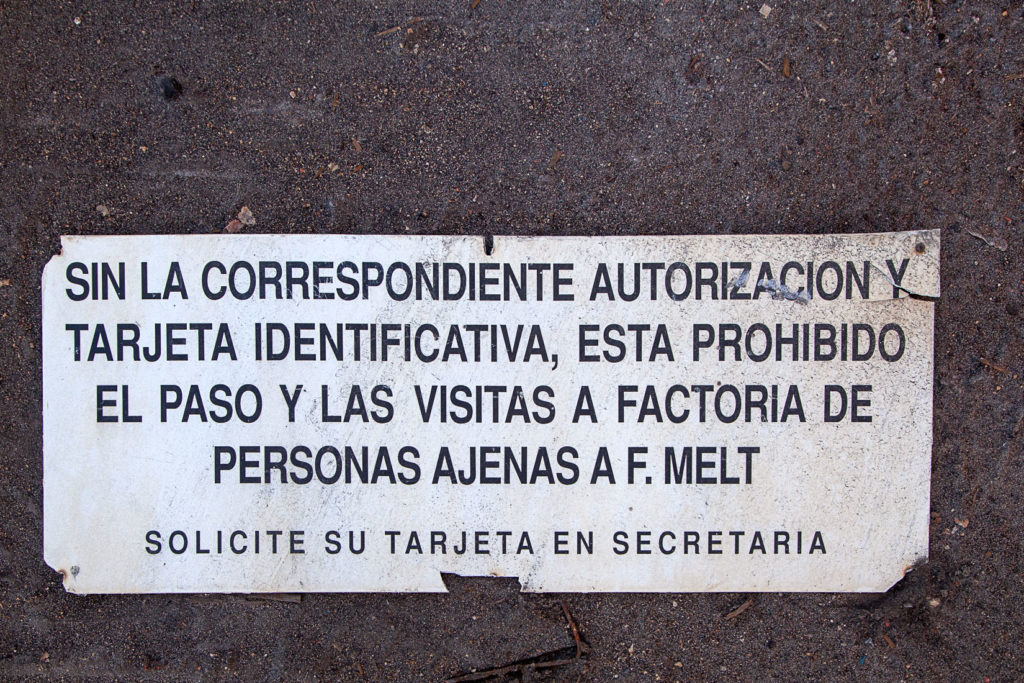 SIN LA CORRESPONDIENTE AUTORIZACION Y
TARJETA IDENTIFICATIVA, ESTA PROHIBIDO
EL PASO Y LAS VISITAS A FACTORIA DE
PERSONAS AJENAS A F. MELT
SOLICITE SU TARJETA EN SECRETARIA